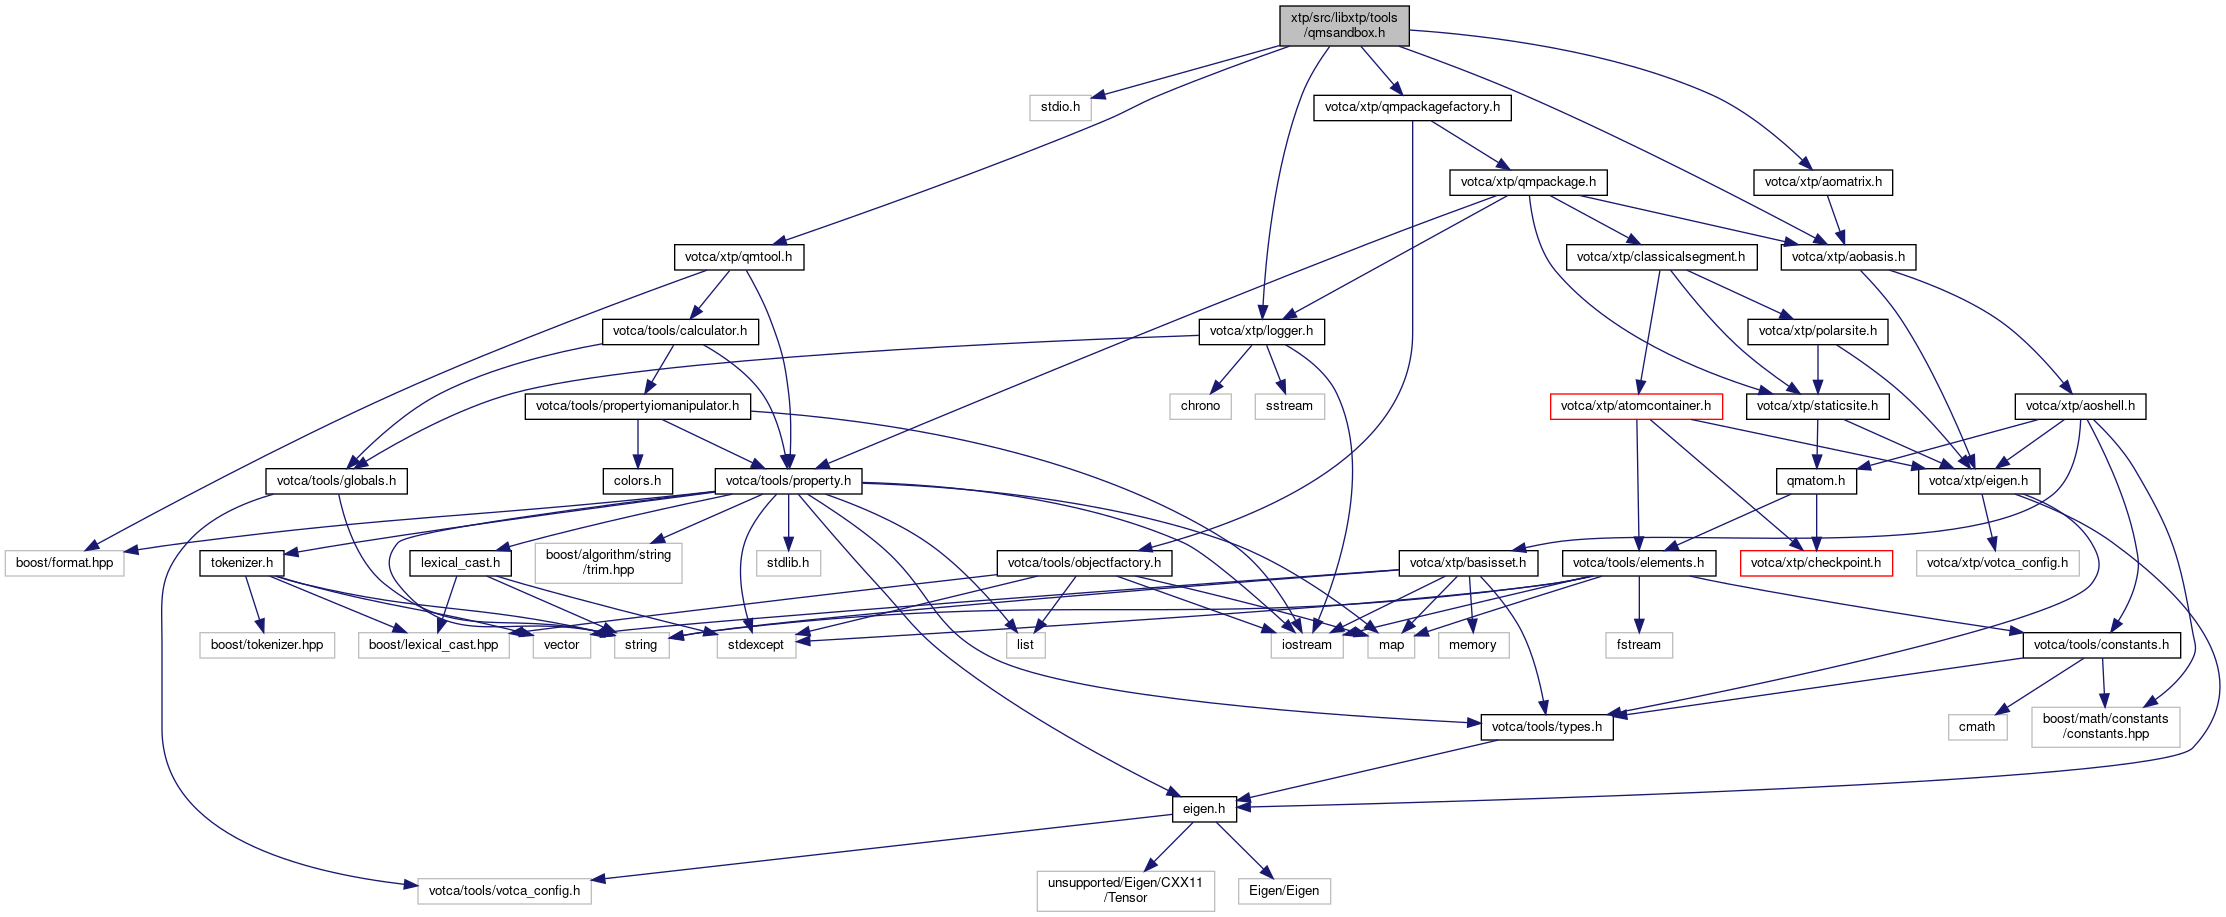 xtp/src/libxtp/tools
/qmsandbox.h
stdio.h
votca/xtp/qmpackagefactory.h
votca/xtp/qmpackage.h
votca/xtp/aomatrix.h
votca/xtp/qmtool.h
votca/xtp/classicalsegment.h
votca/xtp/aobasis.h
votca/tools/calculator.h
votca/xtp/logger.h
votca/xtp/polarsite.h
votca/tools/propertyiomanipulator.h
chrono
sstream
votca/xtp/atomcontainer.h
votca/xtp/staticsite.h
votca/xtp/aoshell.h
votca/tools/globals.h
colors.h
votca/tools/property.h
qmatom.h
votca/xtp/eigen.h
boost/format.hpp
tokenizer.h
lexical_cast.h
boost/algorithm/string
/trim.hpp
stdlib.h
votca/tools/objectfactory.h
votca/xtp/basisset.h
votca/tools/elements.h
votca/xtp/checkpoint.h
votca/xtp/votca_config.h
boost/tokenizer.hpp
boost/lexical_cast.hpp
vector
string
stdexcept
list
iostream
map
memory
fstream
votca/tools/constants.h
votca/tools/types.h
cmath
boost/math/constants
/constants.hpp
eigen.h
votca/tools/votca_config.h
unsupported/Eigen/CXX11
/Tensor
Eigen/Eigen